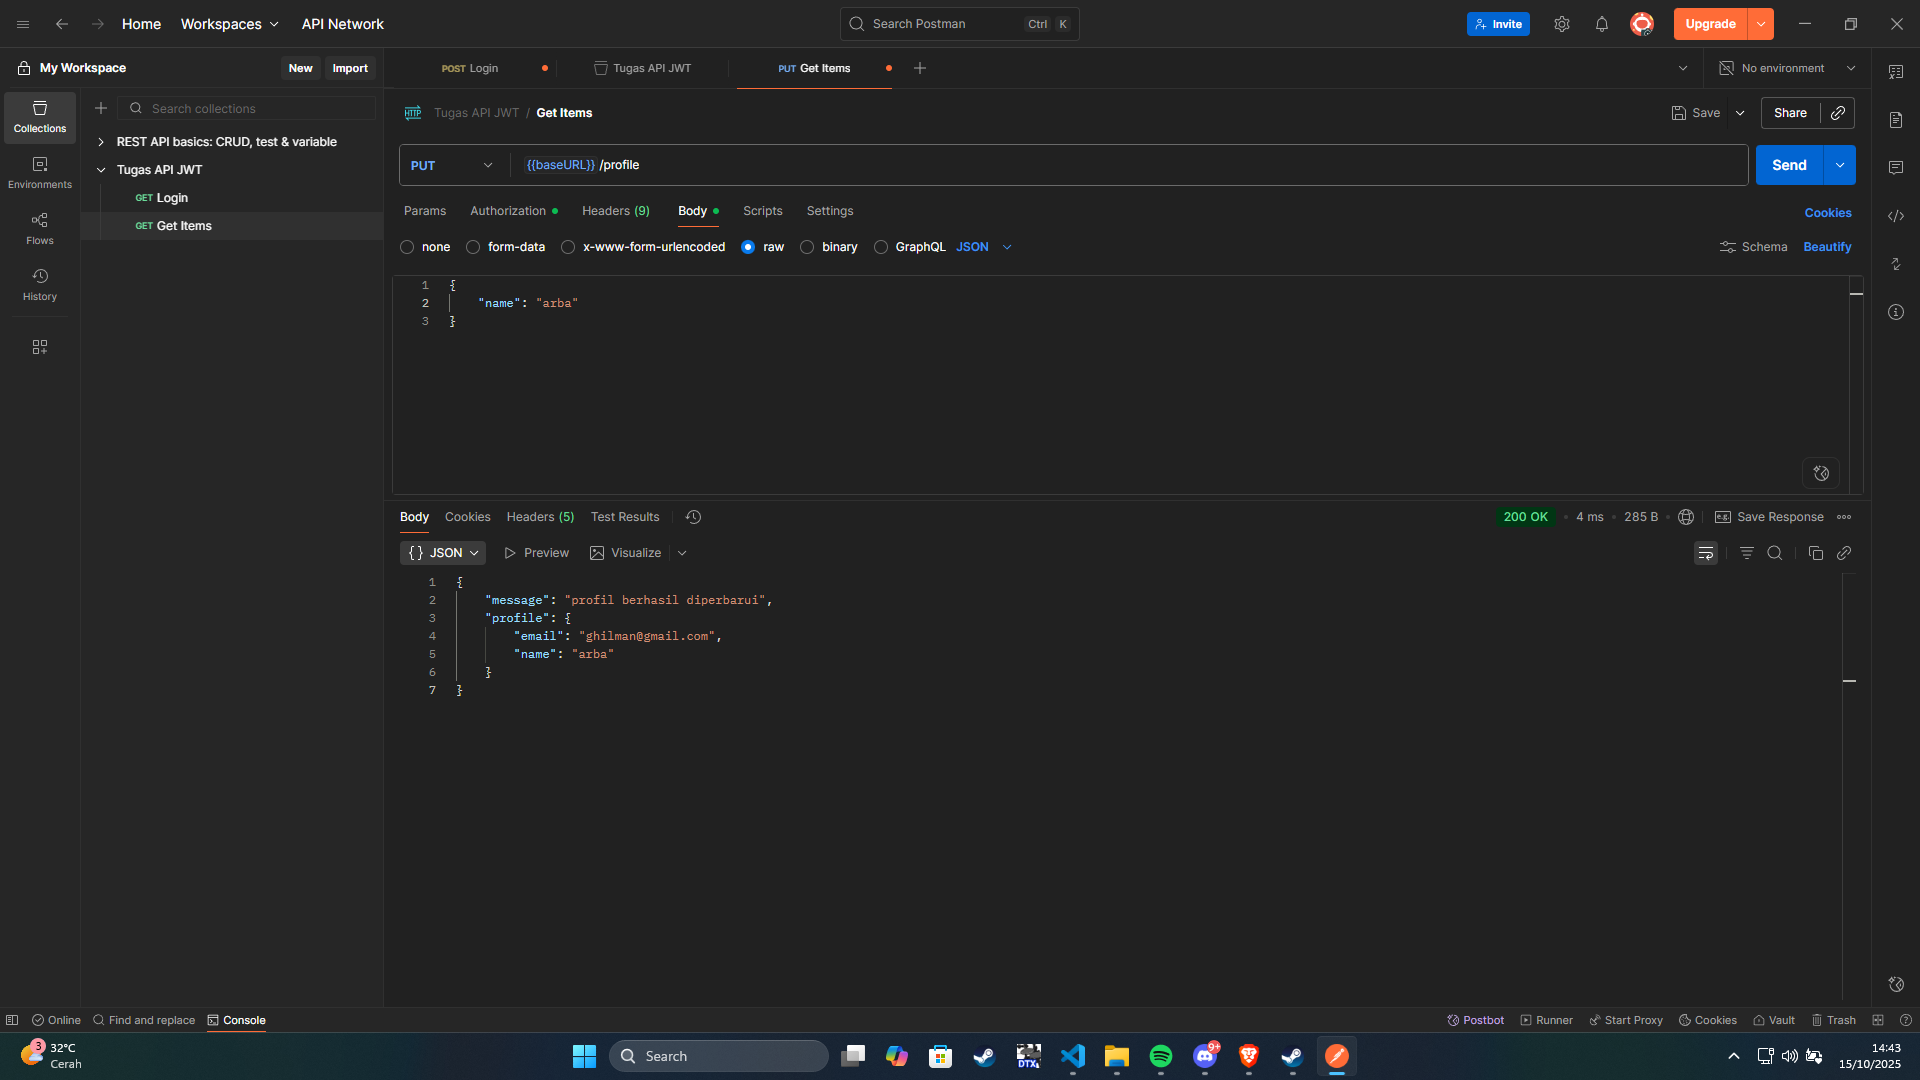 Home Workspaces API Network Search Postman Ctrl K Invite Upgrade
My Workspace New Import POST Login Tugas API JWT PUT Get Items No environment
Search collections
Collections
REST API basics: CRUD, test & variable
Tugas API JWT
GET Login
GET Get Items
Environments
Flows
History
HTTP Tugas API JWT / Get Items Save Share
PUT {{baseURL}} /profile Send
Params Authorization Headers (9) Body Scripts Settings Cookies
none form-data x-www-form-urlencoded raw binary GraphQL JSON Schema Beautify
1 {
2 "name": "arba"
3 }
Body Cookies Headers (5) Test Results 200 OK • 4 ms • 285 B • e.g. Save Response
{} JSON Preview Visualize
1 {
2 "message": "profil berhasil diperbarui",
3 "profile": {
4 "email": "ghilman@gmail.com",
5 "name": "arba"
6 }
7 }
Online Find and replace Console Postbot Runner Start Proxy Cookies Vault Trash
3 32°C
Cerah
Search
DTX
9+
14:43
15/10/2025